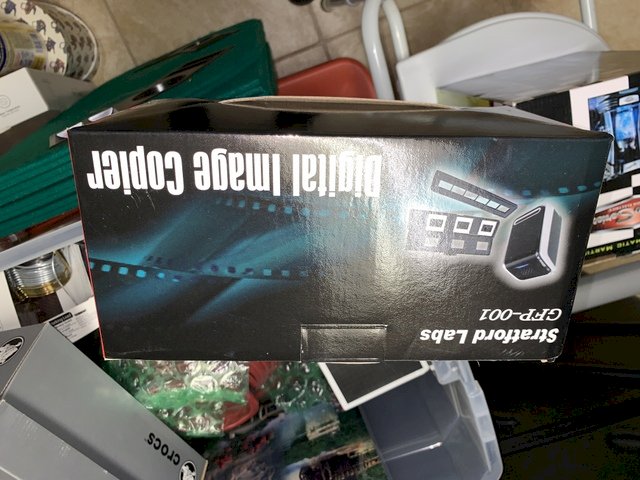 Stratford Labs
GFP-001
Digital Image Copier
crocs